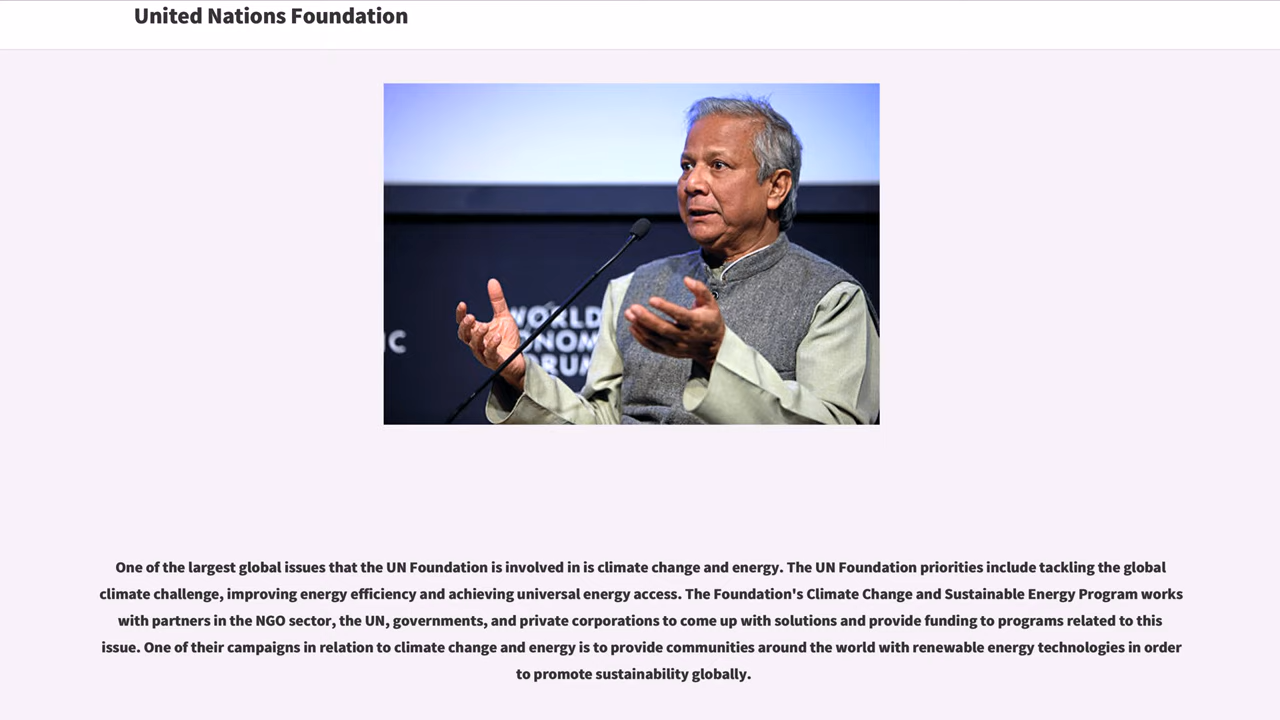 United Nations Foundation
IC
WORLD
ONOM
ORUM
One of the largest global issues that the UN Foundation is involved in is climate change and energy. The UN Foundation priorities include tackling the global
climate challenge, improving energy efficiency and achieving universal energy access. The Foundation's Climate Change and Sustainable Energy Program works
with partners in the NGO sector, the UN, governments, and private corporations to come up with solutions and provide funding to programs related to this
issue. One of their campaigns in relation to climate change and energy is to provide communities around the world with renewable energy technologies in order
to promote sustainability globally.